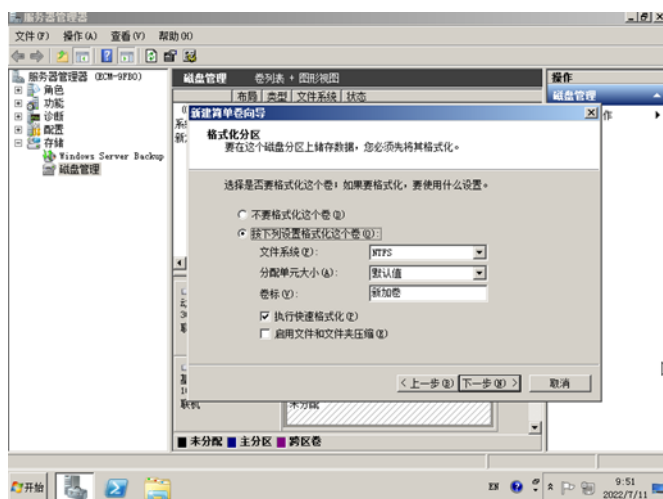 服务器管理器
文件(F) 操作(A) 查看(V) 帮助(H)
服务器管理器 (ECM-9FB0)
角色
功能
诊断
配置
存储
Windows Server Backup
磁盘管理
磁盘管理 卷列表 + 图形视图
布局 类型 文件系统 状态
操作
磁盘管理
新建简单卷向导
格式化分区
要在这个磁盘分区上储存数据，您必须先将其格式化。
选择是否要格式化这个卷；如果要格式化，要使用什么设置。
不要格式化这个卷(D)
按下列设置格式化这个卷(O):
文件系统(F): NTFS
分配单元大小(A): 默认值
卷标(V): 新加卷
执行快速格式化(P)
启用文件和文件夹压缩(E)
< 上一步(B) 下一步(N) > 取消
联机 未分配
未分配 主分区 跨区卷
开始
EN
9:51
2022/7/11